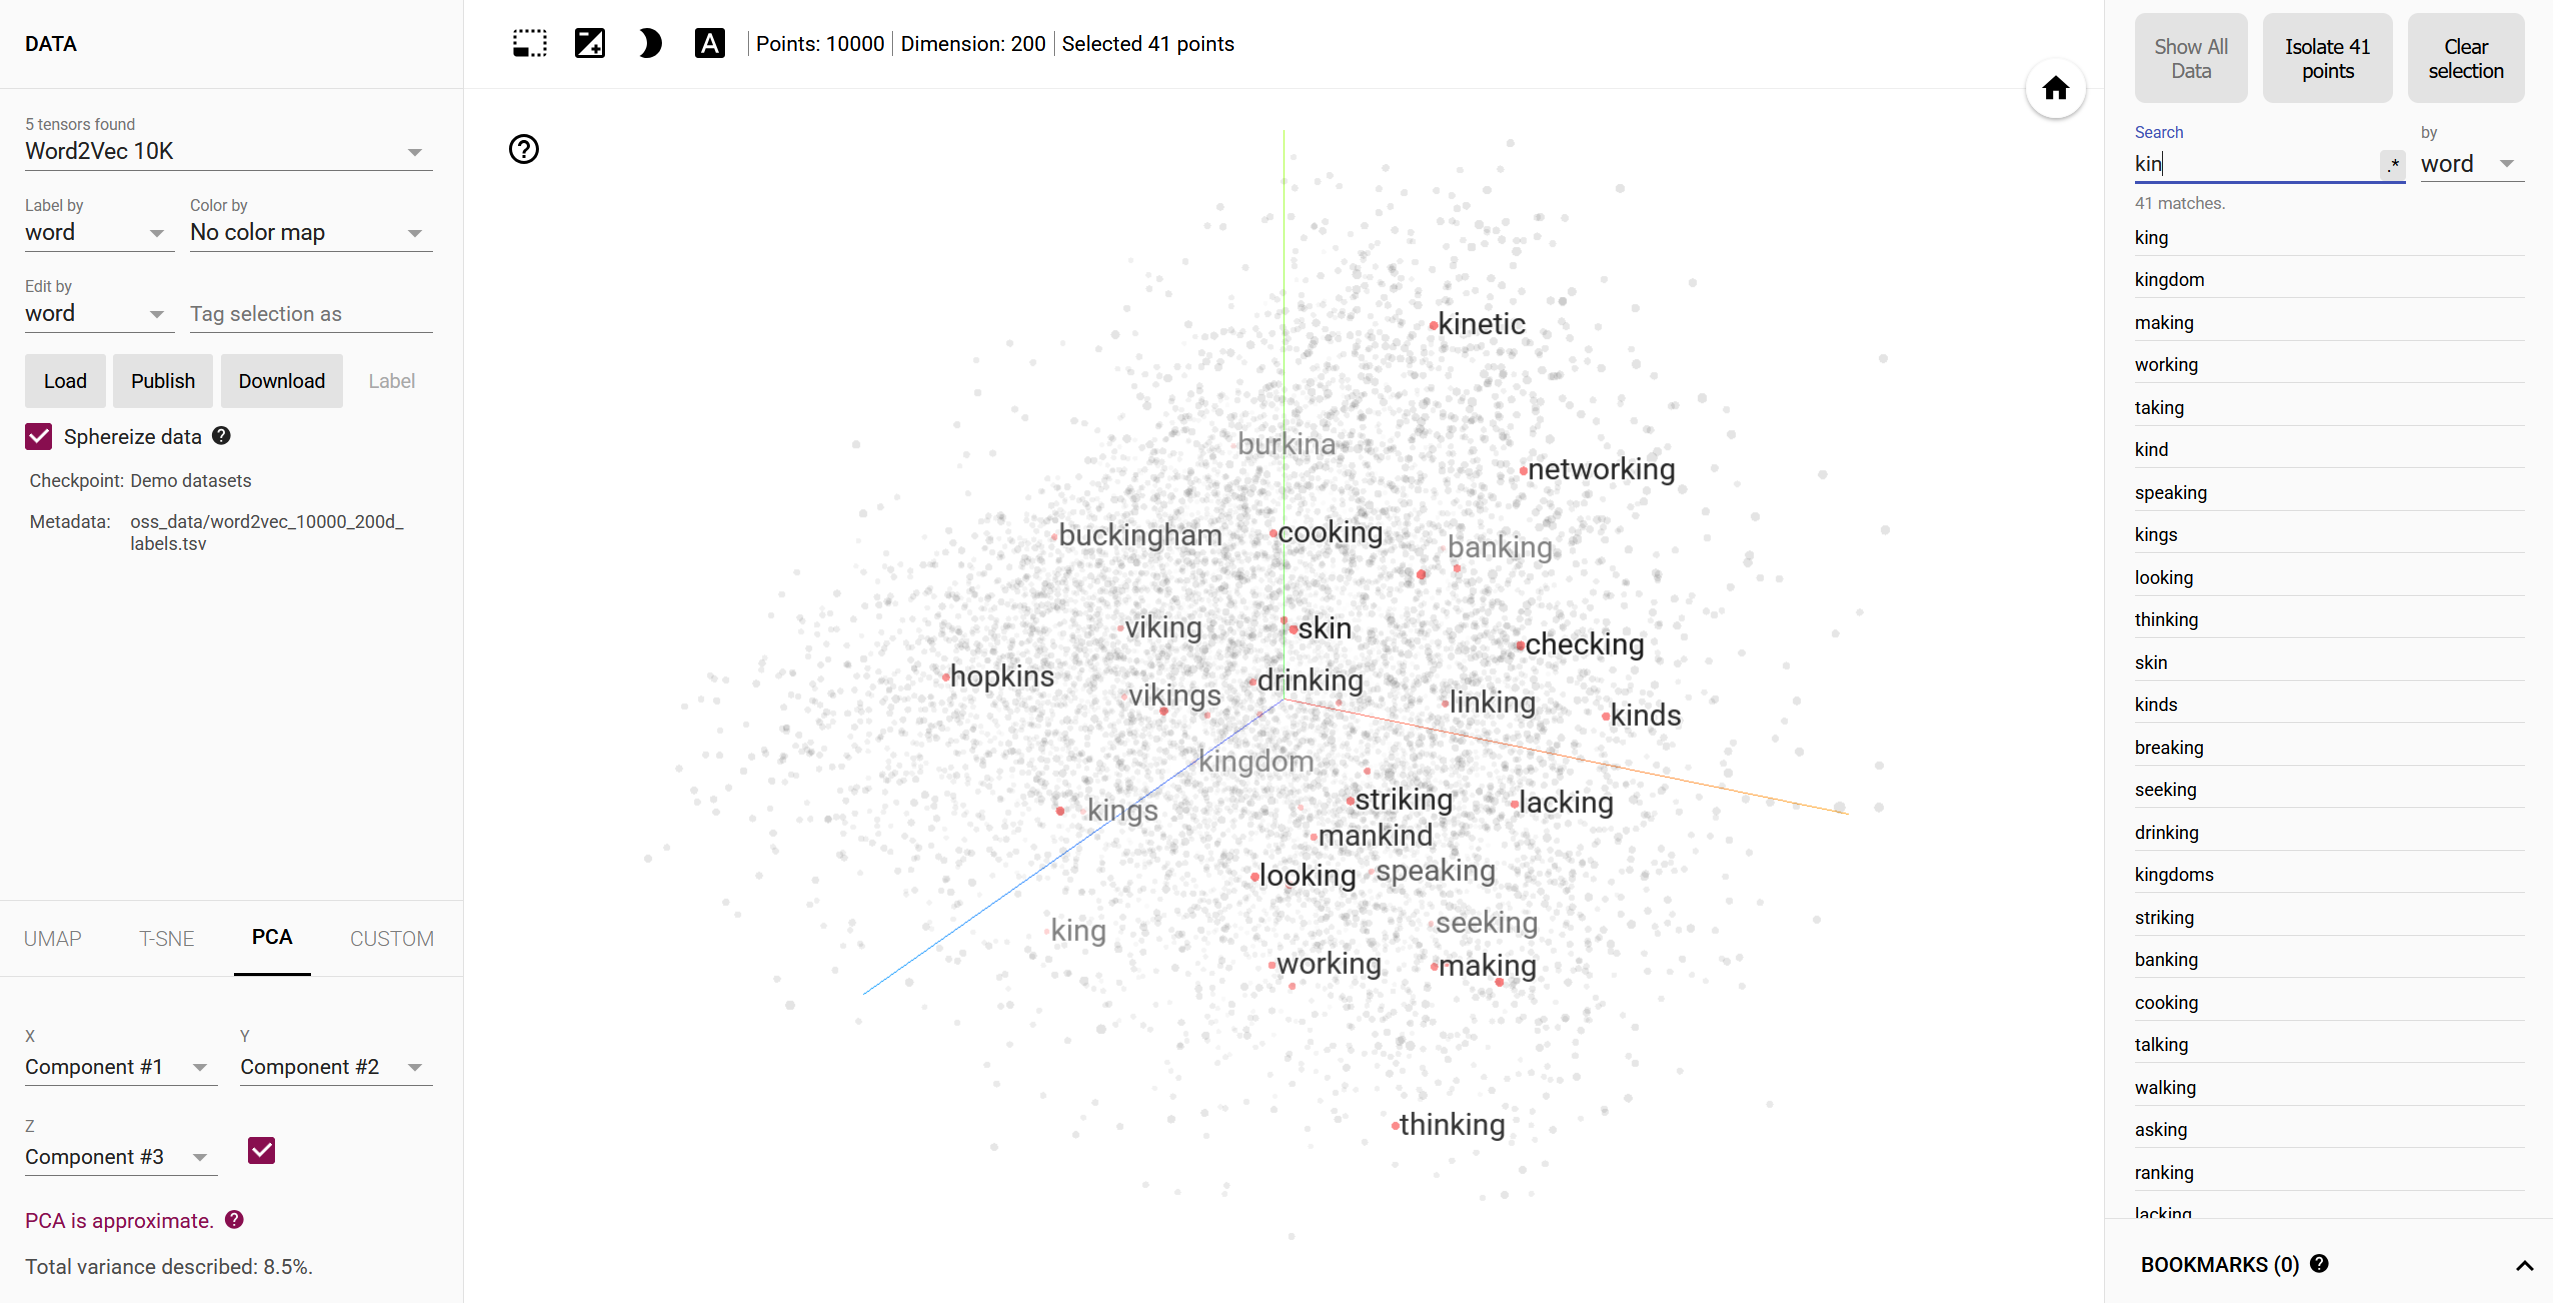 DATA
5 tensors found
Word2Vec 10K
Label by
Color by
word
No color map
Edit by
word
Tag selection as
Load
Publish
Download
Label
Sphereize data
Checkpoint: Demo datasets
Metadata: oss_data/word2vec_10000_200d_
labels.tsv
UMAP
T-SNE
PCA
CUSTOM
X
Y
Component #1
Component #2
Z
Component #3
PCA is approximate.
Total variance described: 8.5%.
A
Points: 10000
Dimension: 200
Selected 41 points
kinetic
burkina
networking
buckingham
cooking
banking
viking
skin
checking
hopkins
drinking
vikings
linking
kinds
kingdom
kings
striking
lacking
mankind
looking
speaking
king
seeking
working
making
thinking
Show All
Data
Isolate 41
points
Clear
selection
Search
by
kin
.*
word
41 matches.
king
kingdom
making
working
taking
kind
speaking
kings
looking
thinking
skin
kinds
breaking
seeking
drinking
kingdoms
striking
banking
cooking
talking
walking
asking
ranking
lacking
BOOKMARKS (0)